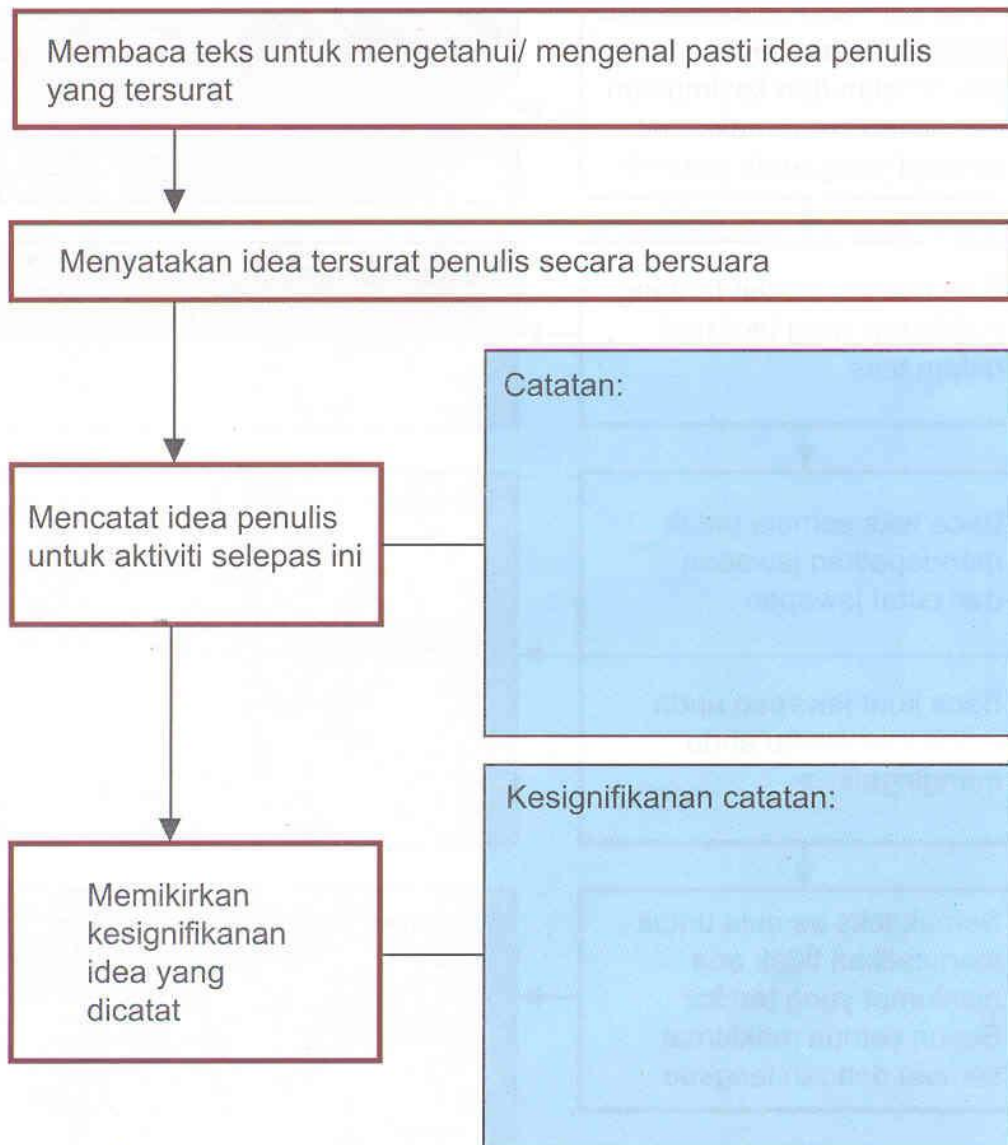 Membaca teks untuk mengetahui/ mengenal pasti idea penulis
yang tersurat
Menyatakan idea tersurat penulis secara bersuara
Catatan:
Mencatat idea penulis
untuk aktiviti selepas ini
Kesignifikanan catatan:
Memikirkan
kesignifikanan
idea yang
dicatat